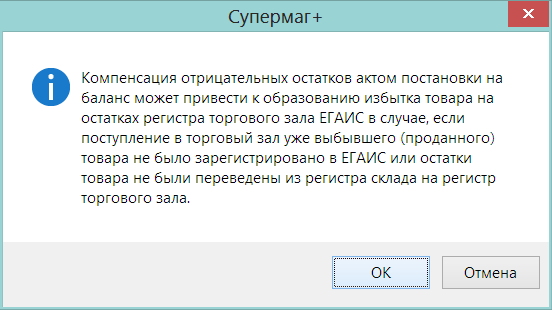 Супермаг+
Компенсация отрицательных остатков актом постановки на
баланс может привести к образованию избытка товара на
остатках регистра торгового зала ЕГАИС в случае, если
поступление в торговый зал уже выбывшего (проданного)
товара не было зарегистрировано в ЕГАИС или остатки
товара не были переведены из регистра склада на регистр
торгового зала.
ОК
Отмена